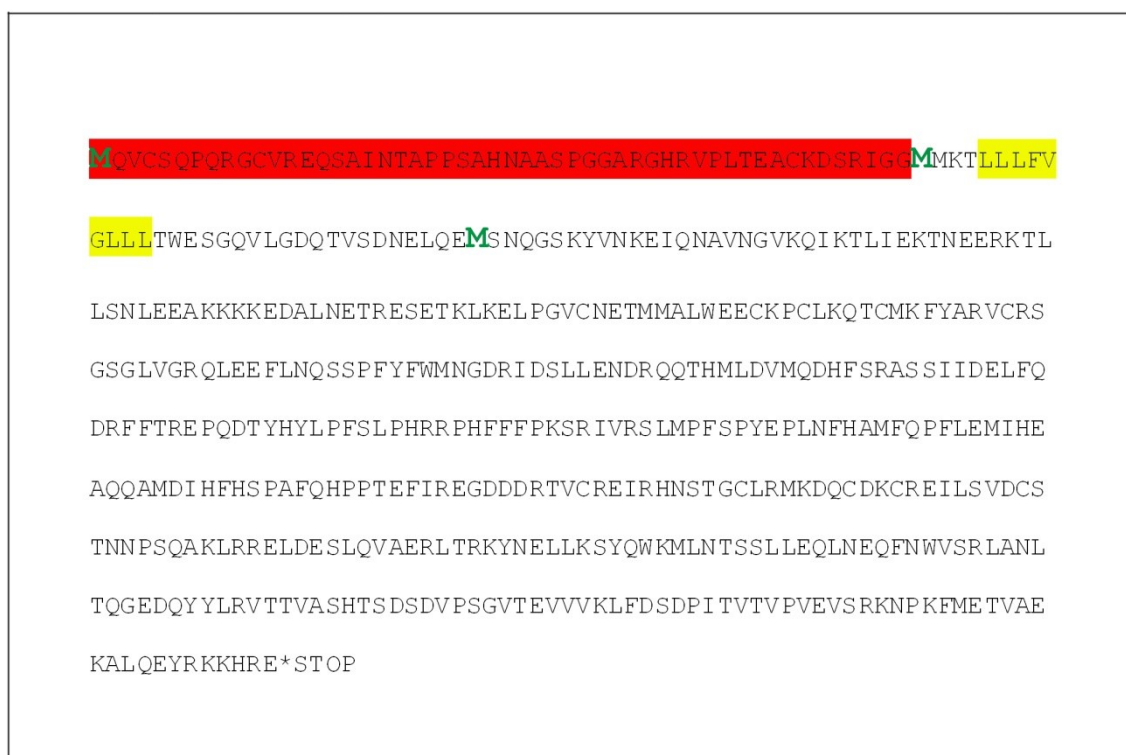 MQVCSQPQRGCVREQSAINTAPPSAHNAASPGGARGHRVPLTEACKDSRIGGMMKTLLLFV
GLLLTWESGQVLGDQTVSDNELQEMSNQGSKYVNKEIQNAVNGVKQIKTLIEKTNEERKTL
LSNLEEAKKKKEDALNETRESETKLKELPGVCNETMMALWEECKPCLKQTCMKFYARVCRS
GSGLVGRQLEEFLNQSSPFYFWMNGDRIDSLLENDRQQTHMLDVMQDHFSRASSIIDELFQ
DRFFTREPQDTYHYLPFSLPHRRPHFFFPKSRIVRSLMPFSPYEPLNFHAMFQPFLEMIHE
AQQAMDIHFHSPAFQHPPTEFIREGDDDRTVCREIRHNSTGCLRMKDQCDKCREILSVDCS
TNNPSQAKLRRELDESLQVAERLTRKYNELLKSYQWKMLNTSSLLEQLNEQFNWVSRLANL
TQGEDQYYLRVTTVASHTSDSDVPSGVTEVVVKLFDSDPITVTVPVEVSRKNPKFMETVAE
KALQEYRKKHRE*STOP